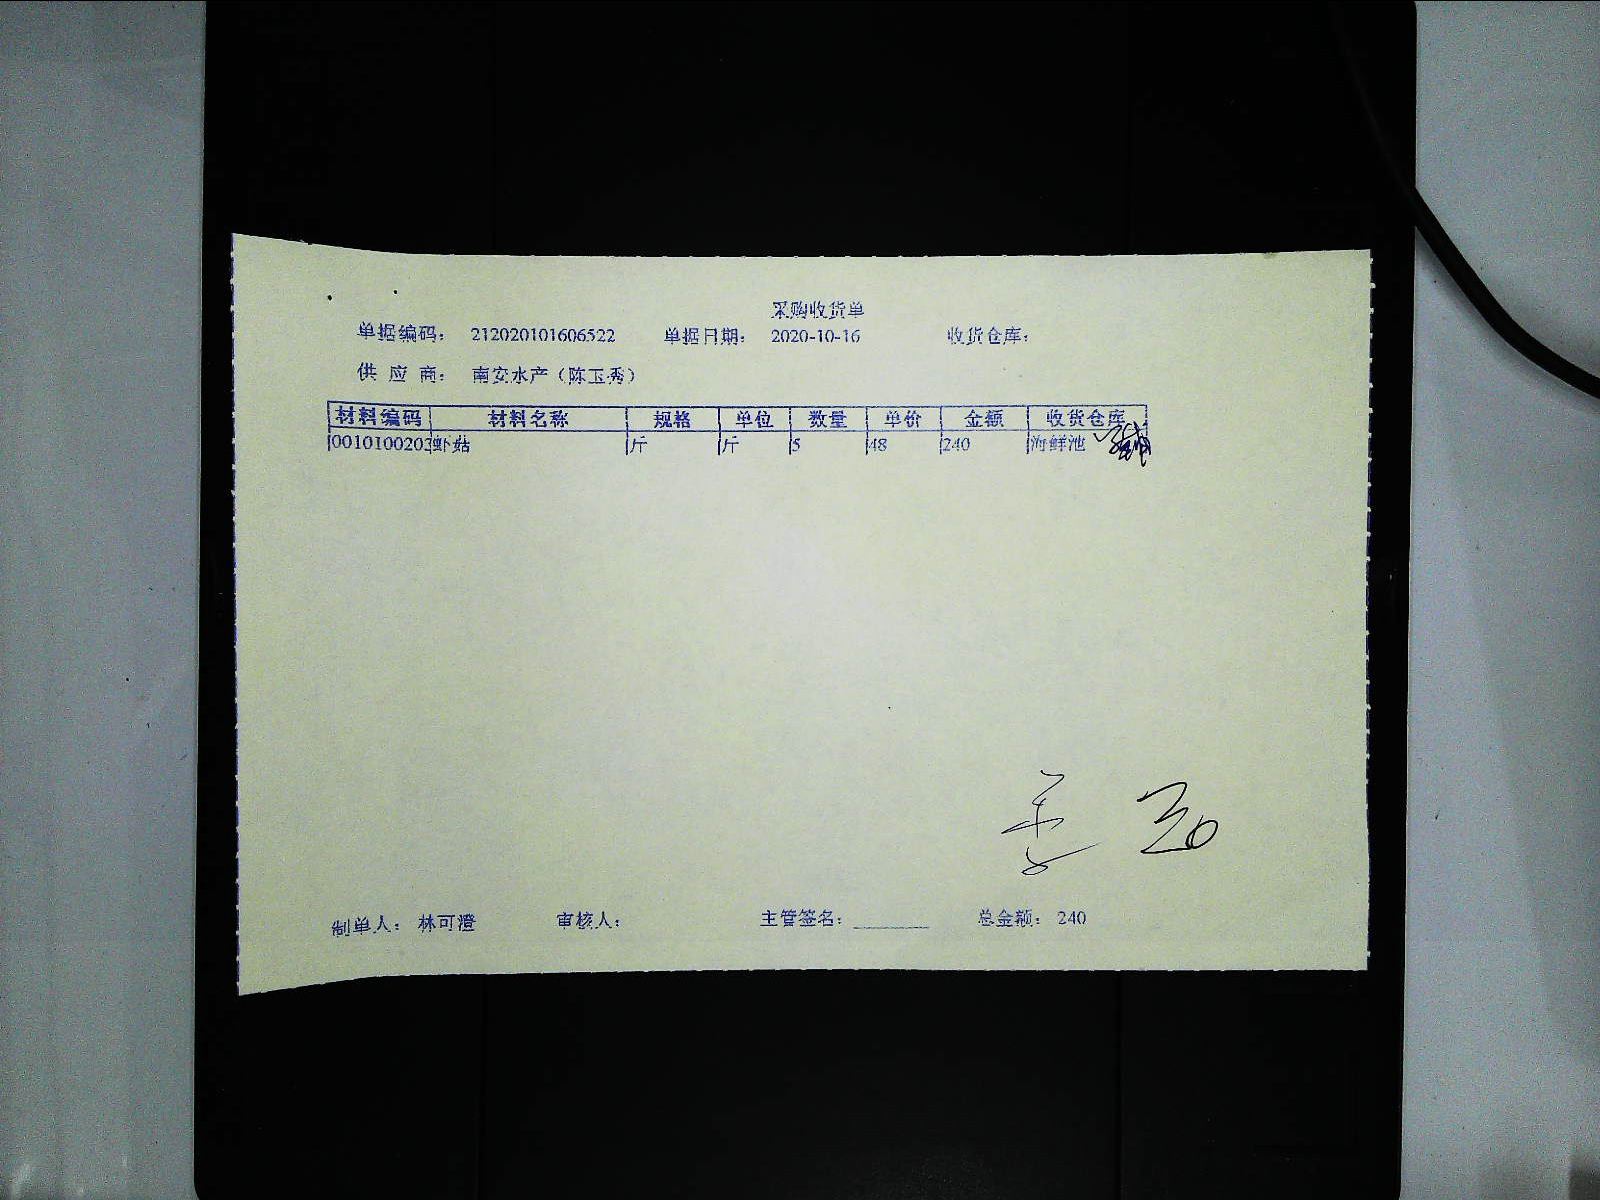 采购收货单
单据编码： 212020101606522 单据日期： 2020-10-16 收货仓库：
供 应 商： 南安水产（陈玉秀）
材料编码 材料名称 规格 单位 数量 单价 金额 收货仓库
0010100203 虾姑 斤 斤 5 48 240 海鲜池
制单人： 林可澄 审核人： 主管签名： 总金额： 240